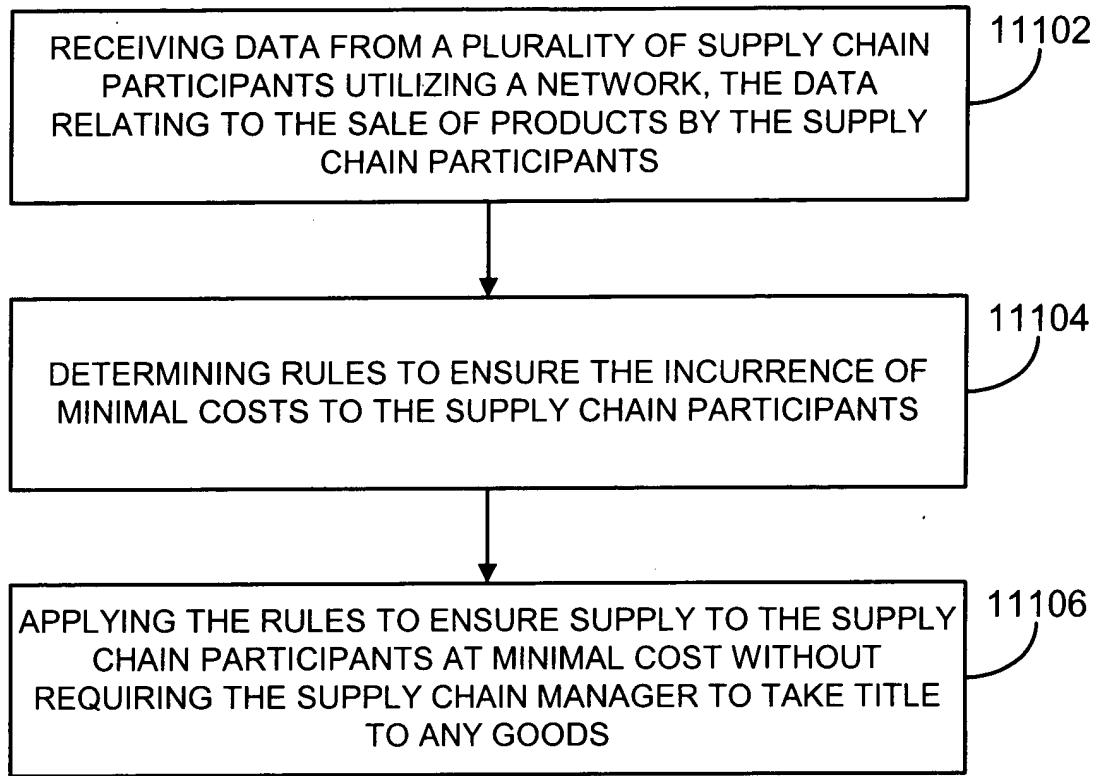 RECEIVING DATA FROM A PLURALITY OF SUPPLY CHAIN
PARTICIPANTS UTILIZING A NETWORK, THE DATA
RELATING TO THE SALE OF PRODUCTS BY THE SUPPLY
CHAIN PARTICIPANTS
11102
DETERMINING RULES TO ENSURE THE INCURRENCE OF
MINIMAL COSTS TO THE SUPPLY CHAIN PARTICIPANTS
11104
APPLYING THE RULES TO ENSURE SUPPLY TO THE SUPPLY
CHAIN PARTICIPANTS AT MINIMAL COST WITHOUT
REQUIRING THE SUPPLY CHAIN MANAGER TO TAKE TITLE
TO ANY GOODS
11106